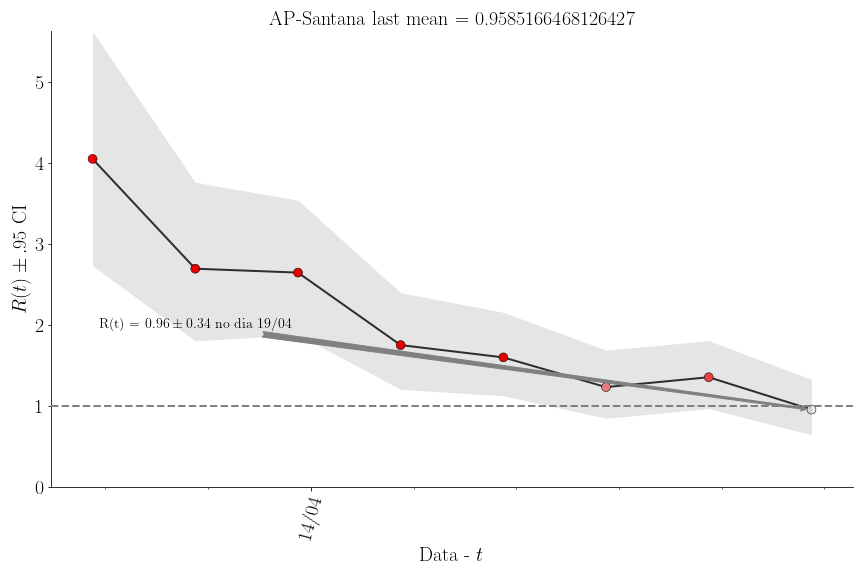 AP-Santana last mean = 0.9585166468126427
R(t) ± .95 CI
5
4
3
2
1
0
R(t) = 0.96 ± 0.34 no dia 19/04
14/04
Data - t